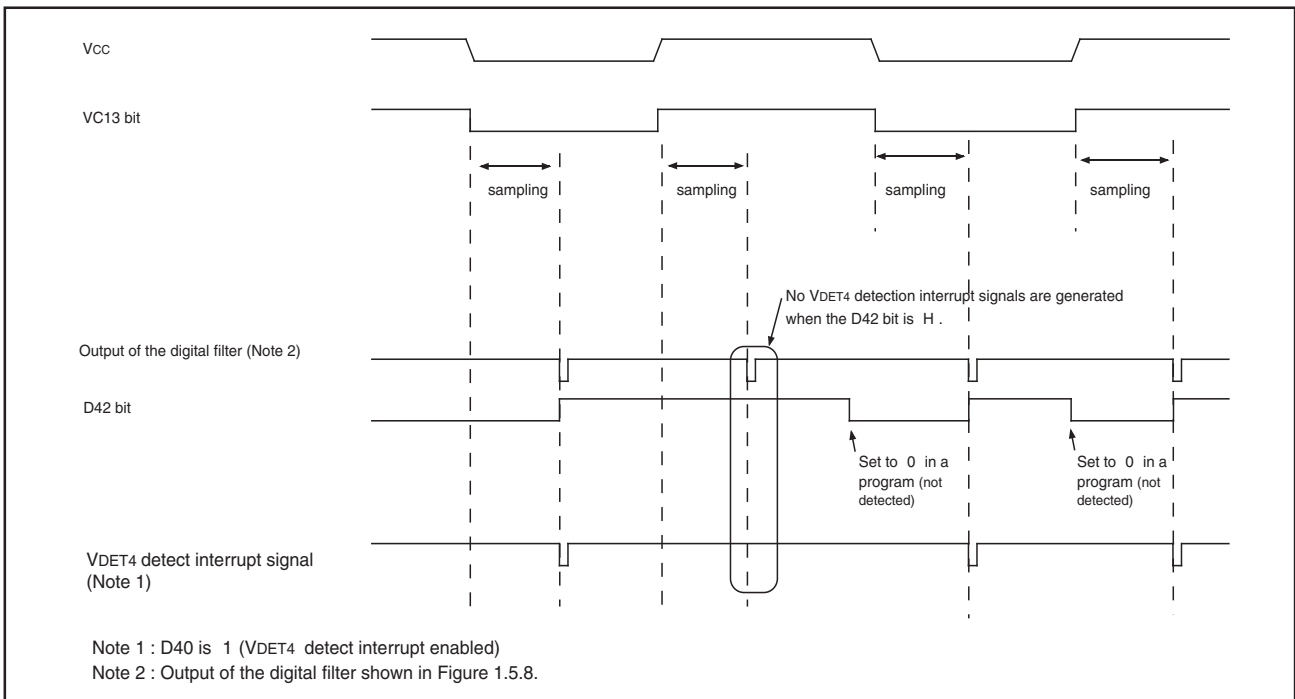 VCC
VC13 bit
sampling
sampling
sampling
sampling
No VDET4 detection interrupt signals are generated
when the D42 bit is H .
Output of the digital filter (Note 2)
D42 bit
Set to 0 in a
program (not
detected)
Set to 0 in a
program (not
detected)
VDET4 detect interrupt signal
(Note 1)
Note 1 : D40 is 1 (VDET4 detect interrupt enabled)
Note 2 : Output of the digital filter shown in Figure 1.5.8.